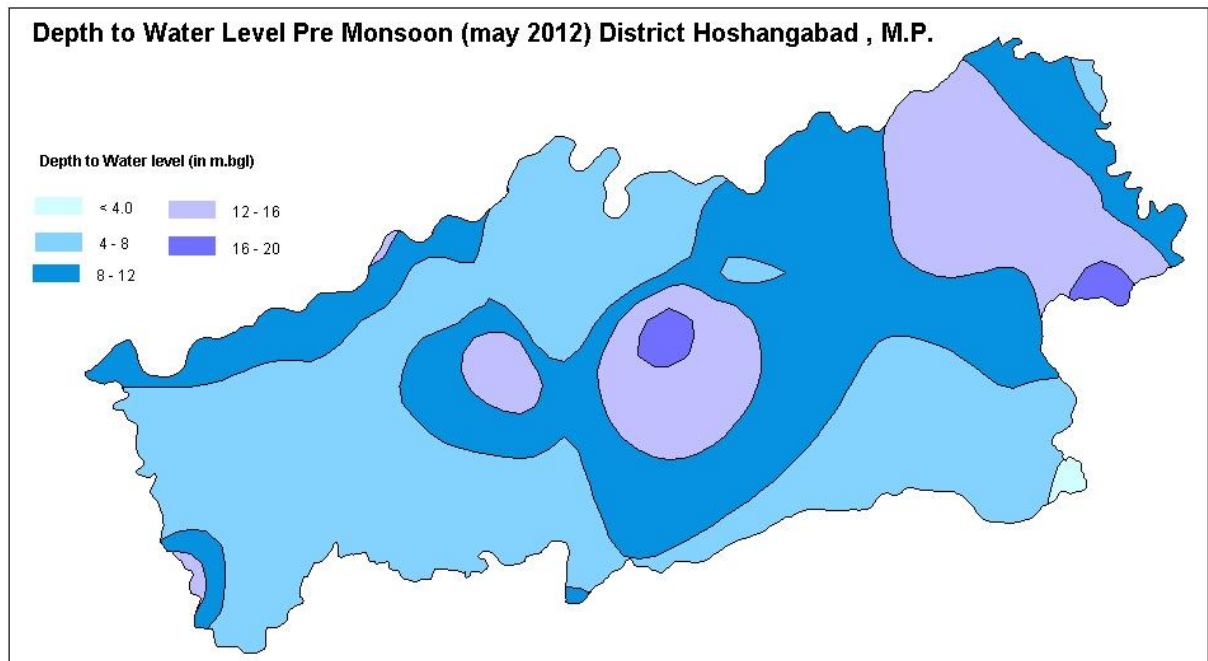 Depth to Water Level Pre Monsoon (may 2012) District Hoshangabad , M.P.
Depth to Water level (in m.bgl)
< 4.0
12 - 16
4 - 8
16 - 20
8 - 12